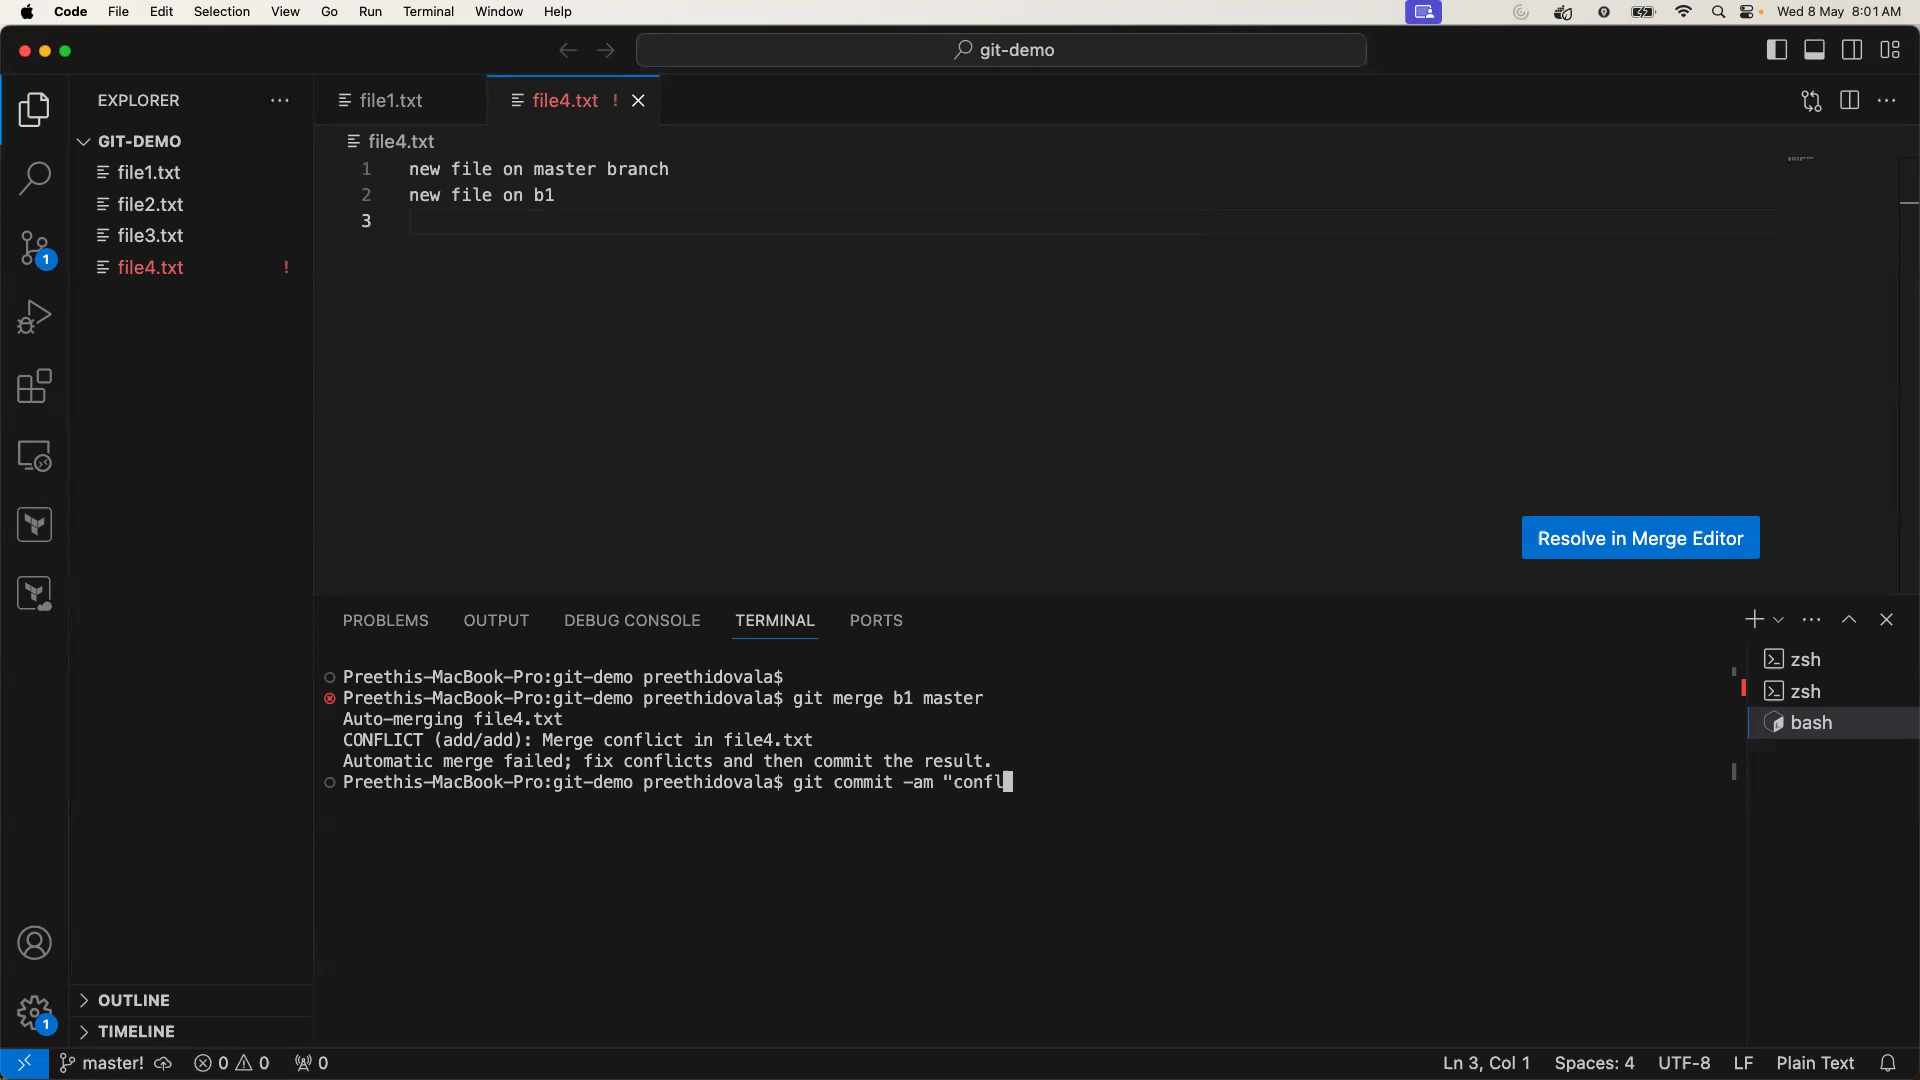 Code File Edit Selection View Go Run Terminal Window Help Wed 8 May 8:01 AM
git-demo
EXPLORER
file1.txt
file4.txt !
GIT-DEMO
file1.txt
file2.txt
file3.txt
file4.txt !
file4.txt
1 new file on master branch
2 new file on b1
3
1
Resolve in Merge Editor
PROBLEMS OUTPUT DEBUG CONSOLE TERMINAL PORTS
Preethis-MacBook-Pro:git-demo preethidovala$
Preethis-MacBook-Pro:git-demo preethidovala$ git merge b1 master
Auto-merging file4.txt
CONFLICT (add/add): Merge conflict in file4.txt
Automatic merge failed; fix conflicts and then commit the result.
Preethis-MacBook-Pro:git-demo preethidovala$ git commit -am "confl
zsh
zsh
bash
OUTLINE
1
TIMELINE
master! 0 0 0 Ln 3, Col 1 Spaces: 4 UTF-8 LF Plain Text